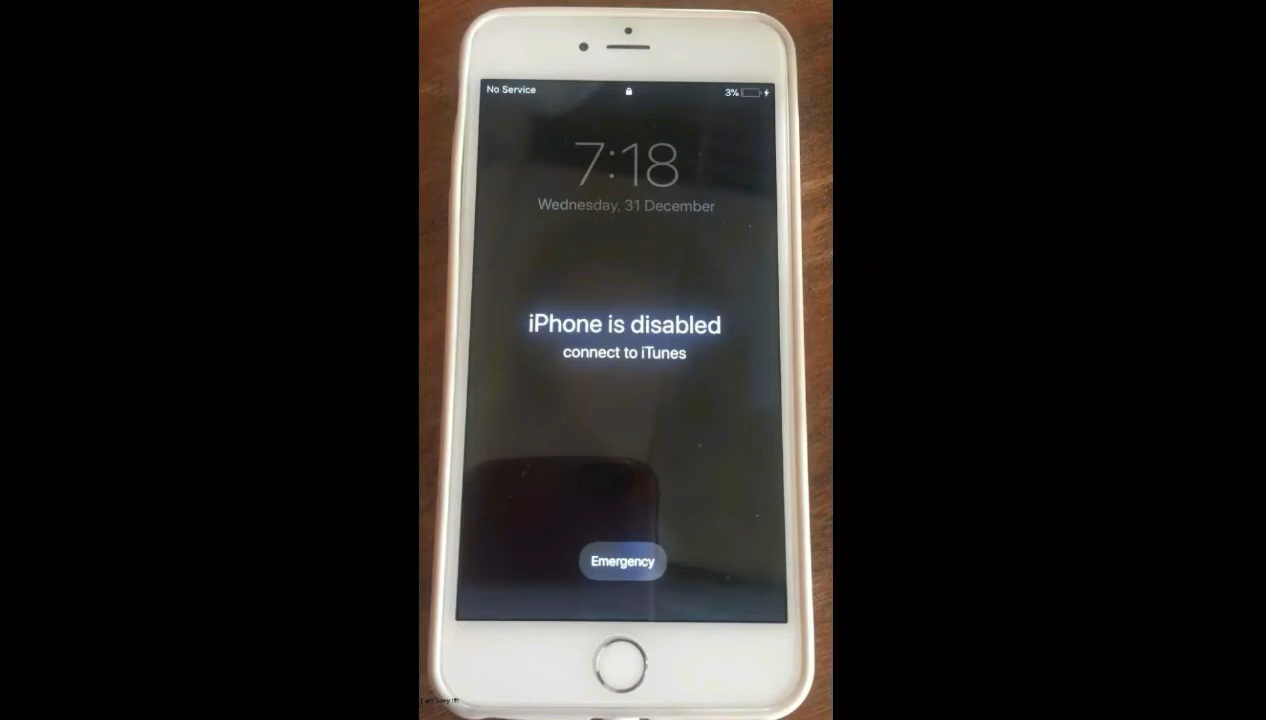 No Service
3%
7:18
Wednesday, 31 December
iPhone is disabled
connect to iTunes
Emergency